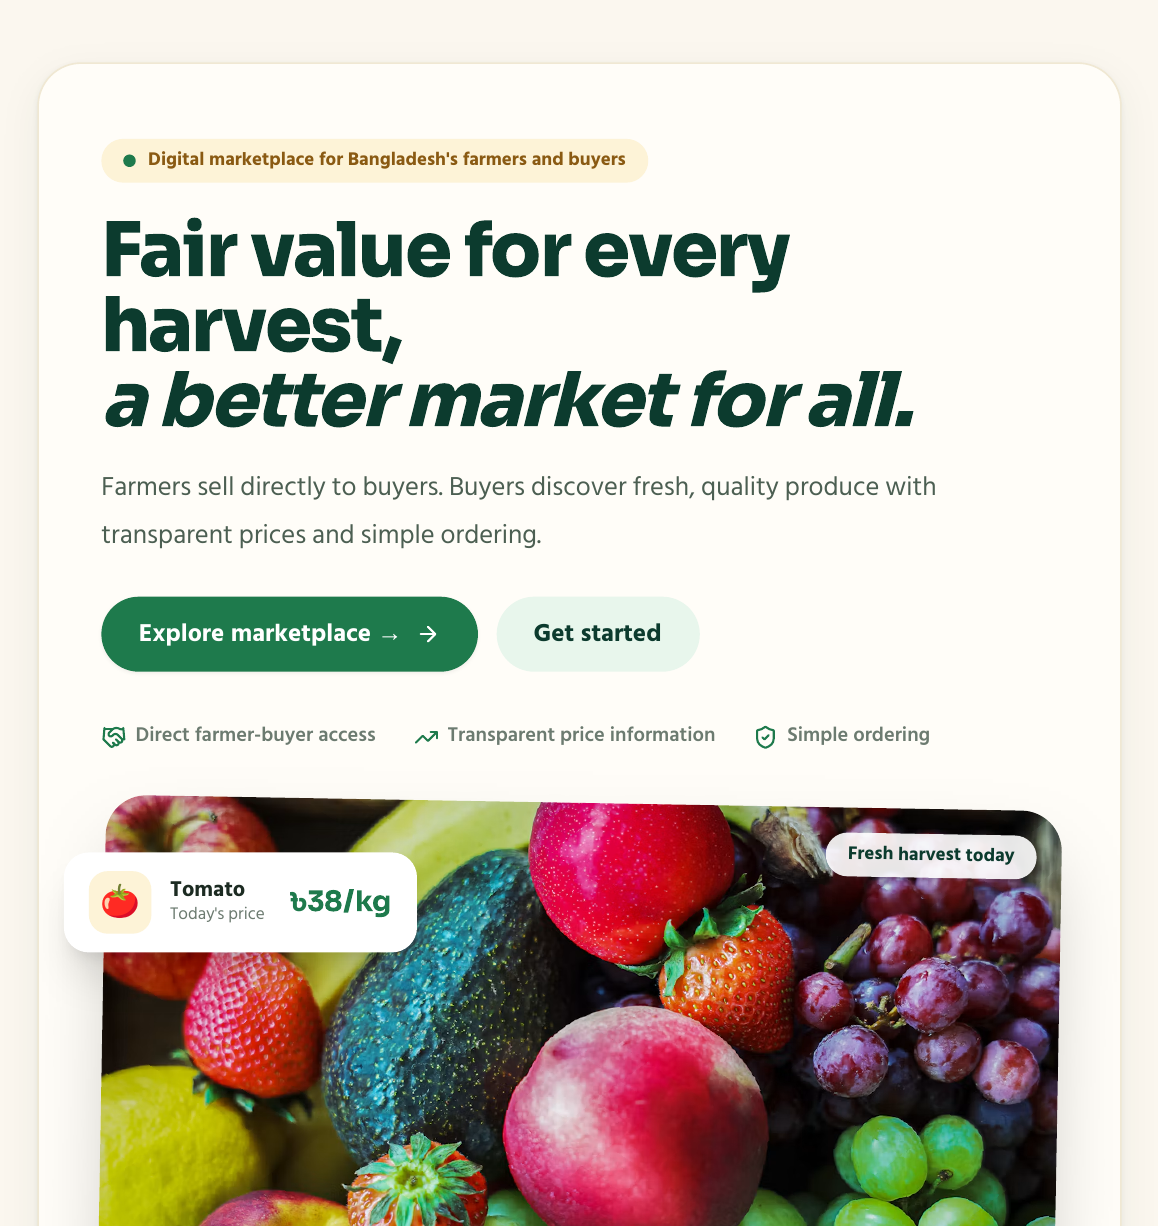 Digital marketplace for Bangladesh's farmers and buyers
Fair value for every
harvest,
a better market for all.
Farmers sell directly to buyers. Buyers discover fresh, quality produce with
transparent prices and simple ordering.
Explore marketplace → →
Get started
Direct farmer-buyer access
Transparent price information
Simple ordering
Fresh harvest today
Tomato
Today's price
৳38/kg